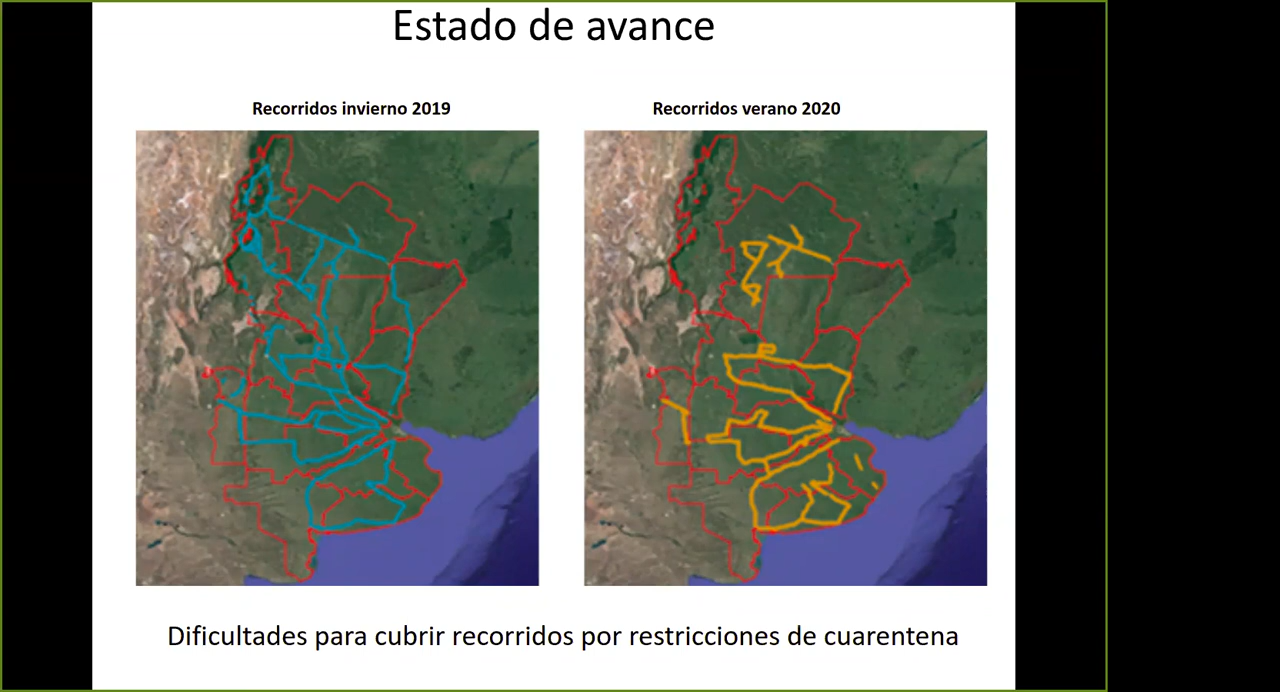 Estado de avance
Recorridos invierno 2019
Recorridos verano 2020
Dificultades para cubrir recorridos por restricciones de cuarentena